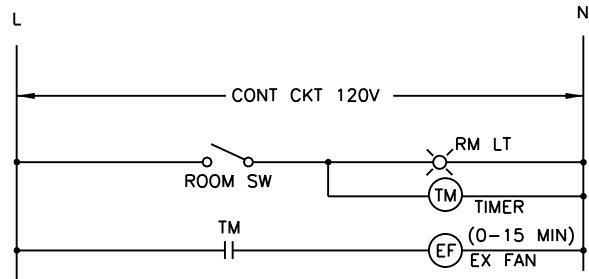 L
N
CONT CKT 120V
RM LT
ROOM SW
TM
TIMER
TM
(0-15 MIN)
EF
EX FAN